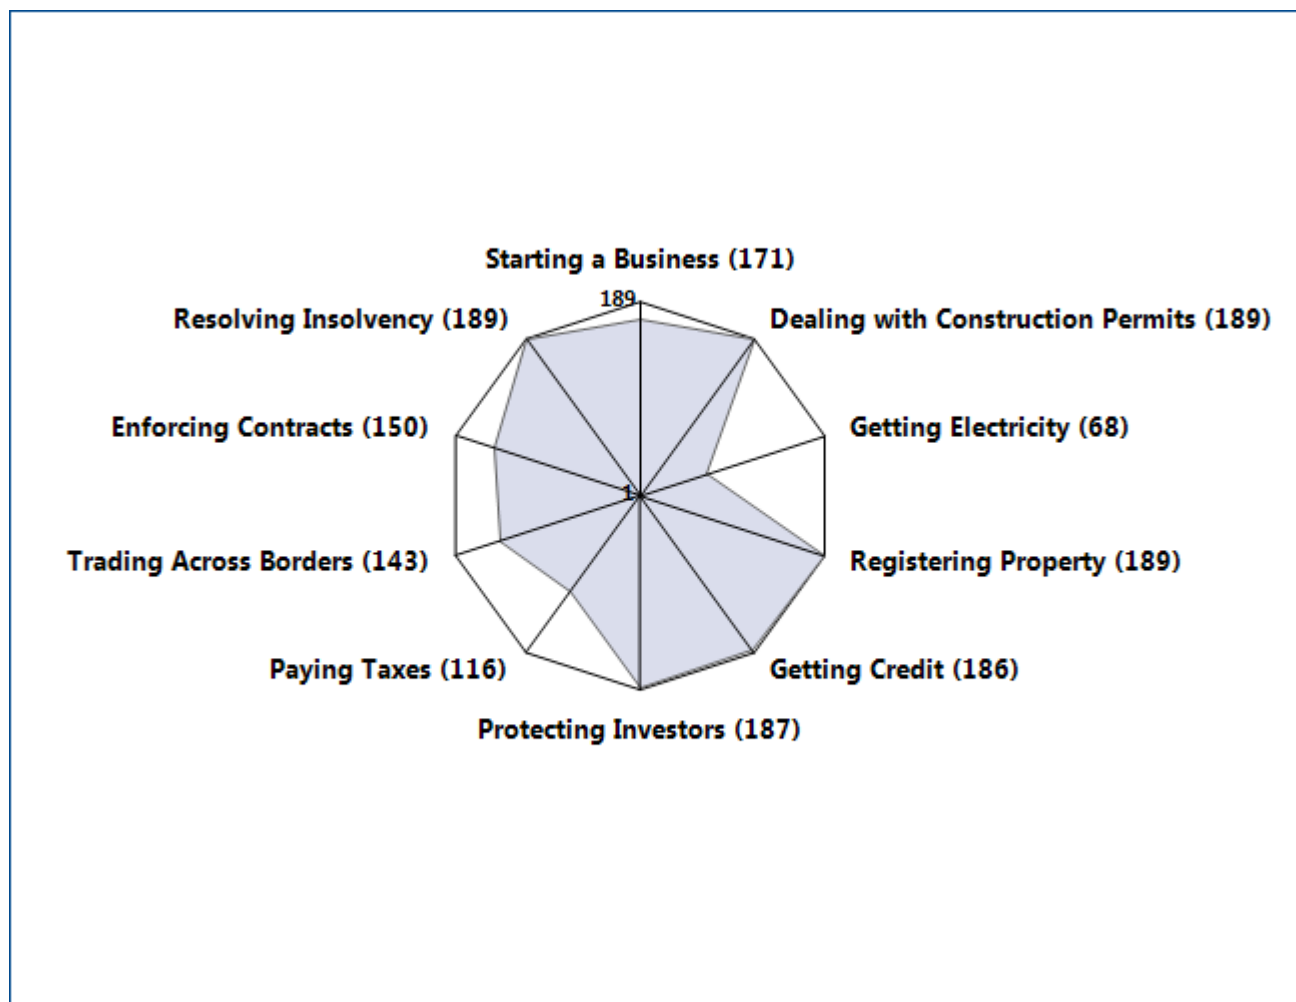 Starting a Business (171)
189
Resolving Insolvency (189)
Dealing with Construction Permits (189)
Enforcing Contracts (150)
Getting Electricity (68)
1
Trading Across Borders (143)
Registering Property (189)
Paying Taxes (116)
Getting Credit (186)
Protecting Investors (187)